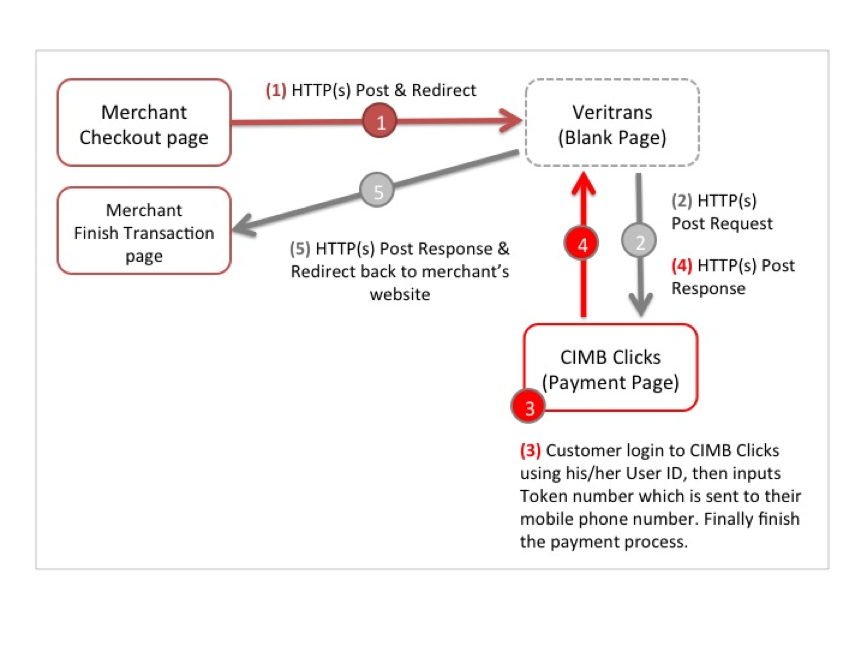 (1) HTTP(s) Post & Redirect
Merchant
Checkout page
1
Veritrans
(Blank Page)
Merchant
Finish Transaction
page
5
(5) HTTP(s) Post Response &
Redirect back to merchant's
website
4
2
(2) HTTP(s)
Post Request
(4) HTTP(s) Post
Response
CIMB Clicks
(Payment Page)
3
(3) Customer login to CIMB Clicks
using his/her User ID, then inputs
Token number which is sent to their
mobile phone number. Finally finish
the payment process.